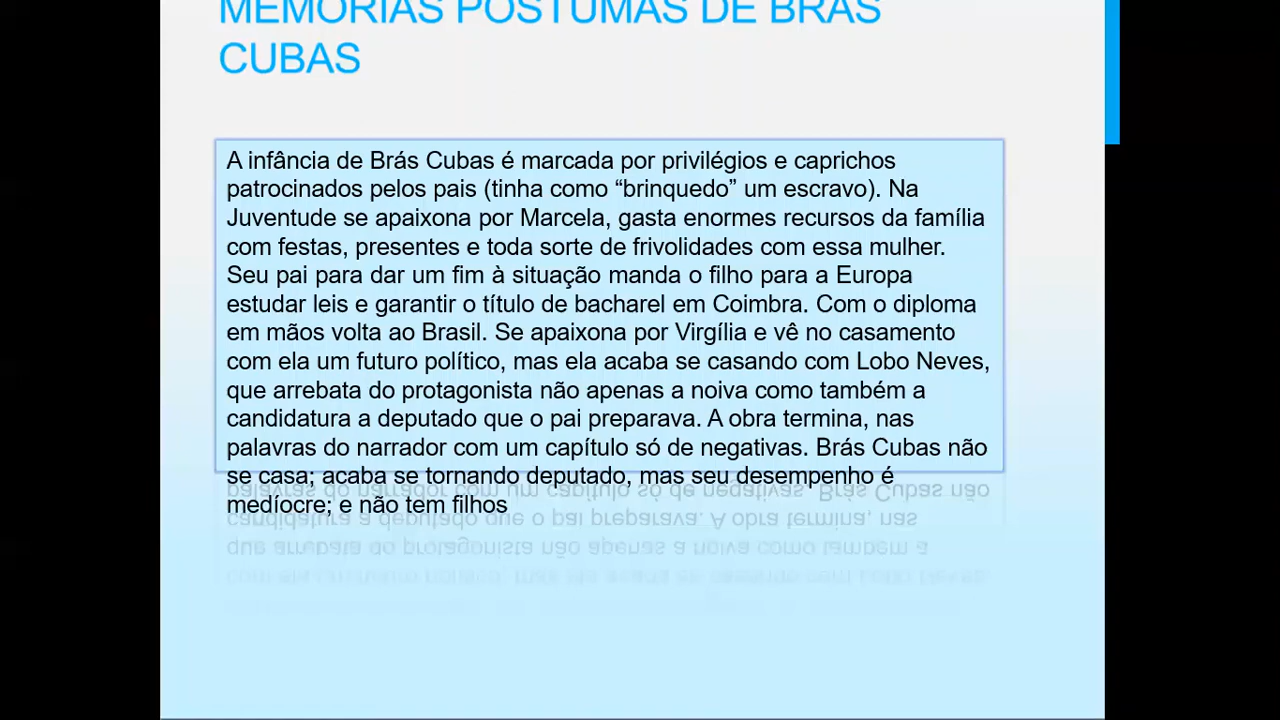 MEMÓRIAS PÓSTUMAS DE BRÁS
CUBAS
A infância de Brás Cubas é marcada por privilégios e caprichos
patrocinados pelos pais (tinha como “brinquedo” um escravo). Na
Juventude se apaixona por Marcela, gasta enormes recursos da família
com festas, presentes e toda sorte de frivolidades com essa mulher.
Seu pai para dar um fim à situação manda o filho para a Europa
estudar leis e garantir o título de bacharel em Coimbra. Com o diploma
em mãos volta ao Brasil. Se apaixona por Virgília e vê no casamento
com ela um futuro político, mas ela acaba se casando com Lobo Neves,
que arrebata do protagonista não apenas a noiva como também a
candidatura a deputado que o pai preparava. A obra termina, nas
palavras do narrador com um capítulo só de negativas. Brás Cubas não
se casa; acaba se tornando deputado, mas seu desempenho é
medíocre; e não tem filhos